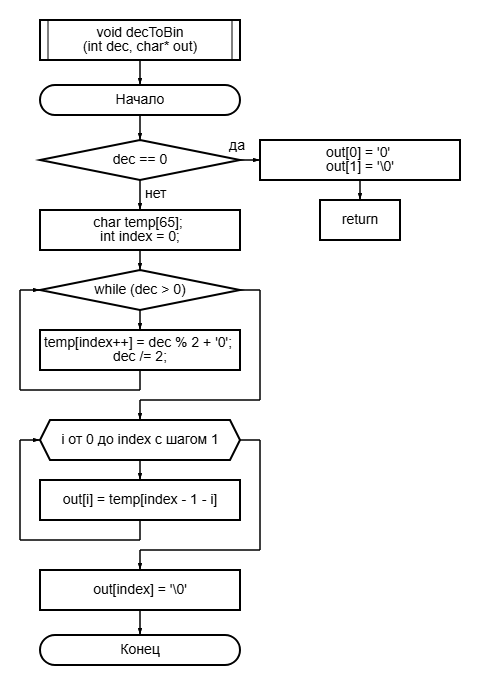 void decToBin
(int dec, char* out)
Начало
dec == 0
да
out[0] = '0'
out[1] = '\0'
return
нет
char temp[65];
int index = 0;
while (dec > 0)
temp[index++] = dec % 2 + '0';
dec /= 2;
i от 0 до index с шагом 1
out[i] = temp[index - 1 - i]
out[index] = '\0'
Конец